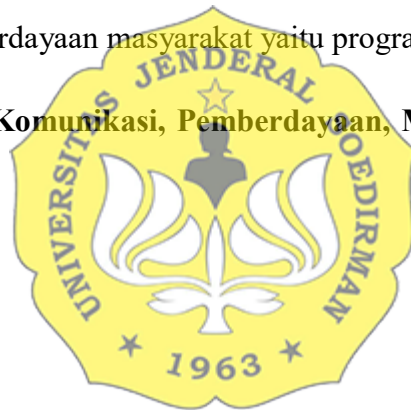 rdayaan masyarakat yaitu progra
Komunikasi, Pemberdayaan, M
UNIVERSITAS JENDERAL SOEDIRMAN
1963